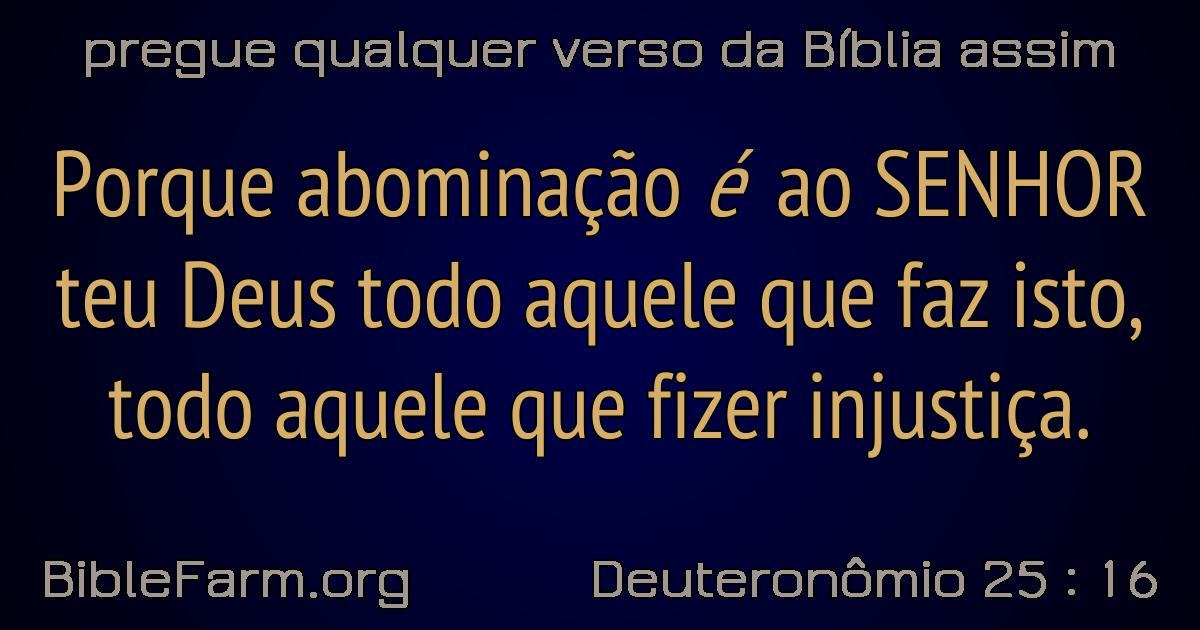 pregue qualquer verso da Bíblia assim
Porque abominação é ao SENHOR
teu Deus todo aquele que faz isto,
todo aquele que fizer injustiça.
BibleFarm.org
Deuteronômio 25 : 16